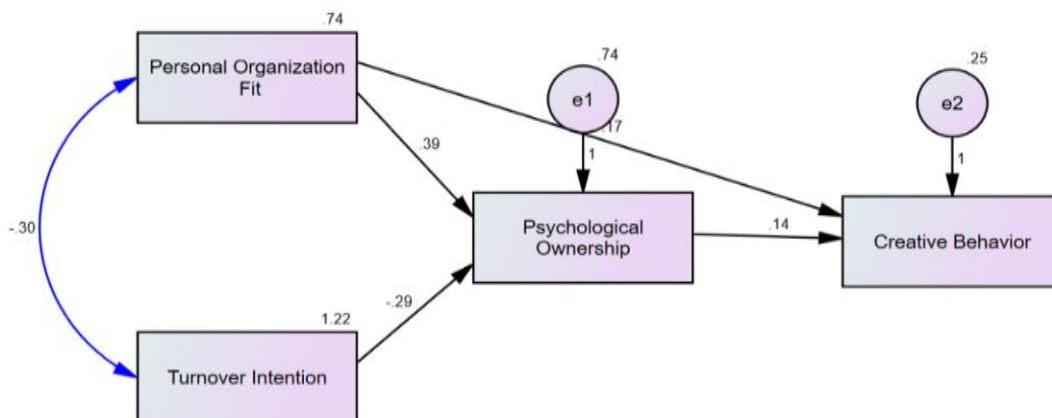 .74
Personal Organization
Fit
.74
e1
.25
e2
.17
.39
1
1
-.30
Psychological
Ownership
.14
Creative Behavior
-.29
1.22
Turnover Intention